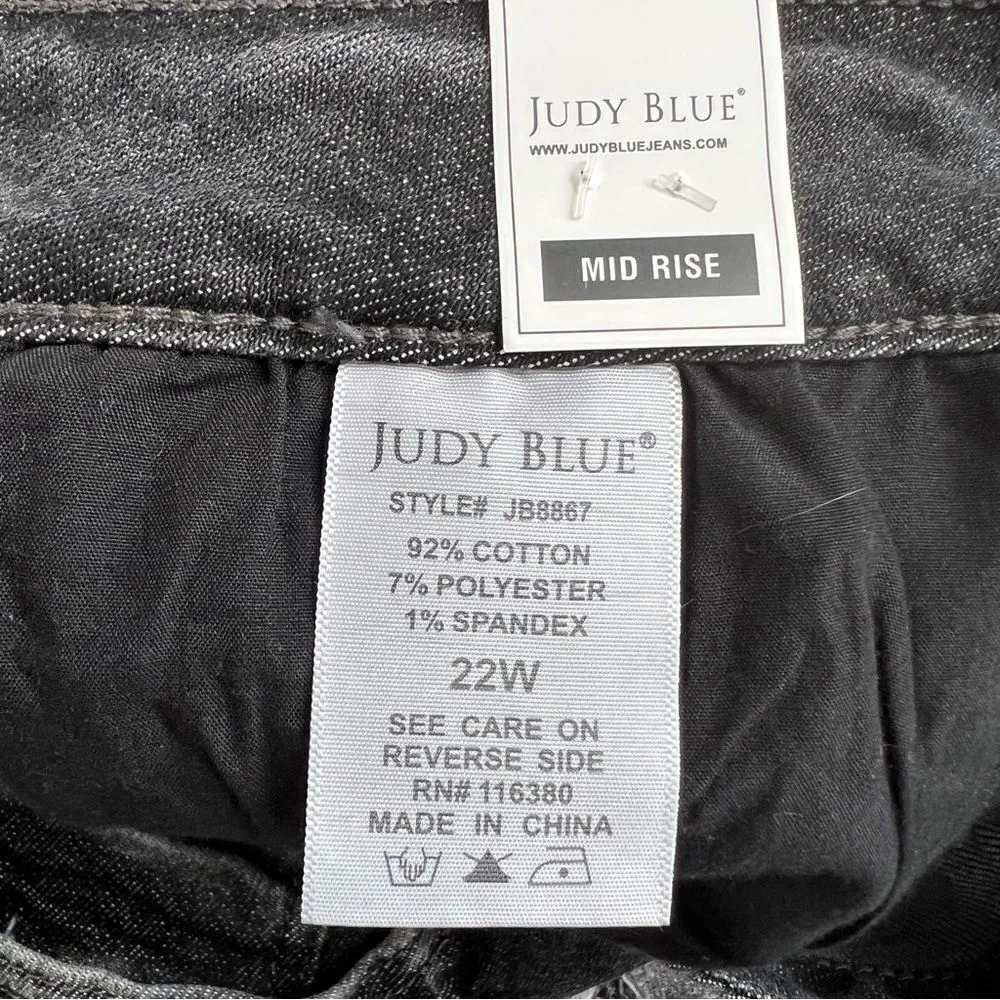 JUDY BLUE®
WWW.JUDYBLUEJEANS.COM
MID RISE
JUDY BLUE®
STYLE# JB8867
92% COTTON
7% POLYESTER
1% SPANDEX
22W
SEE CARE ON
REVERSE SIDE
RN# 116380
MADE IN CHINA